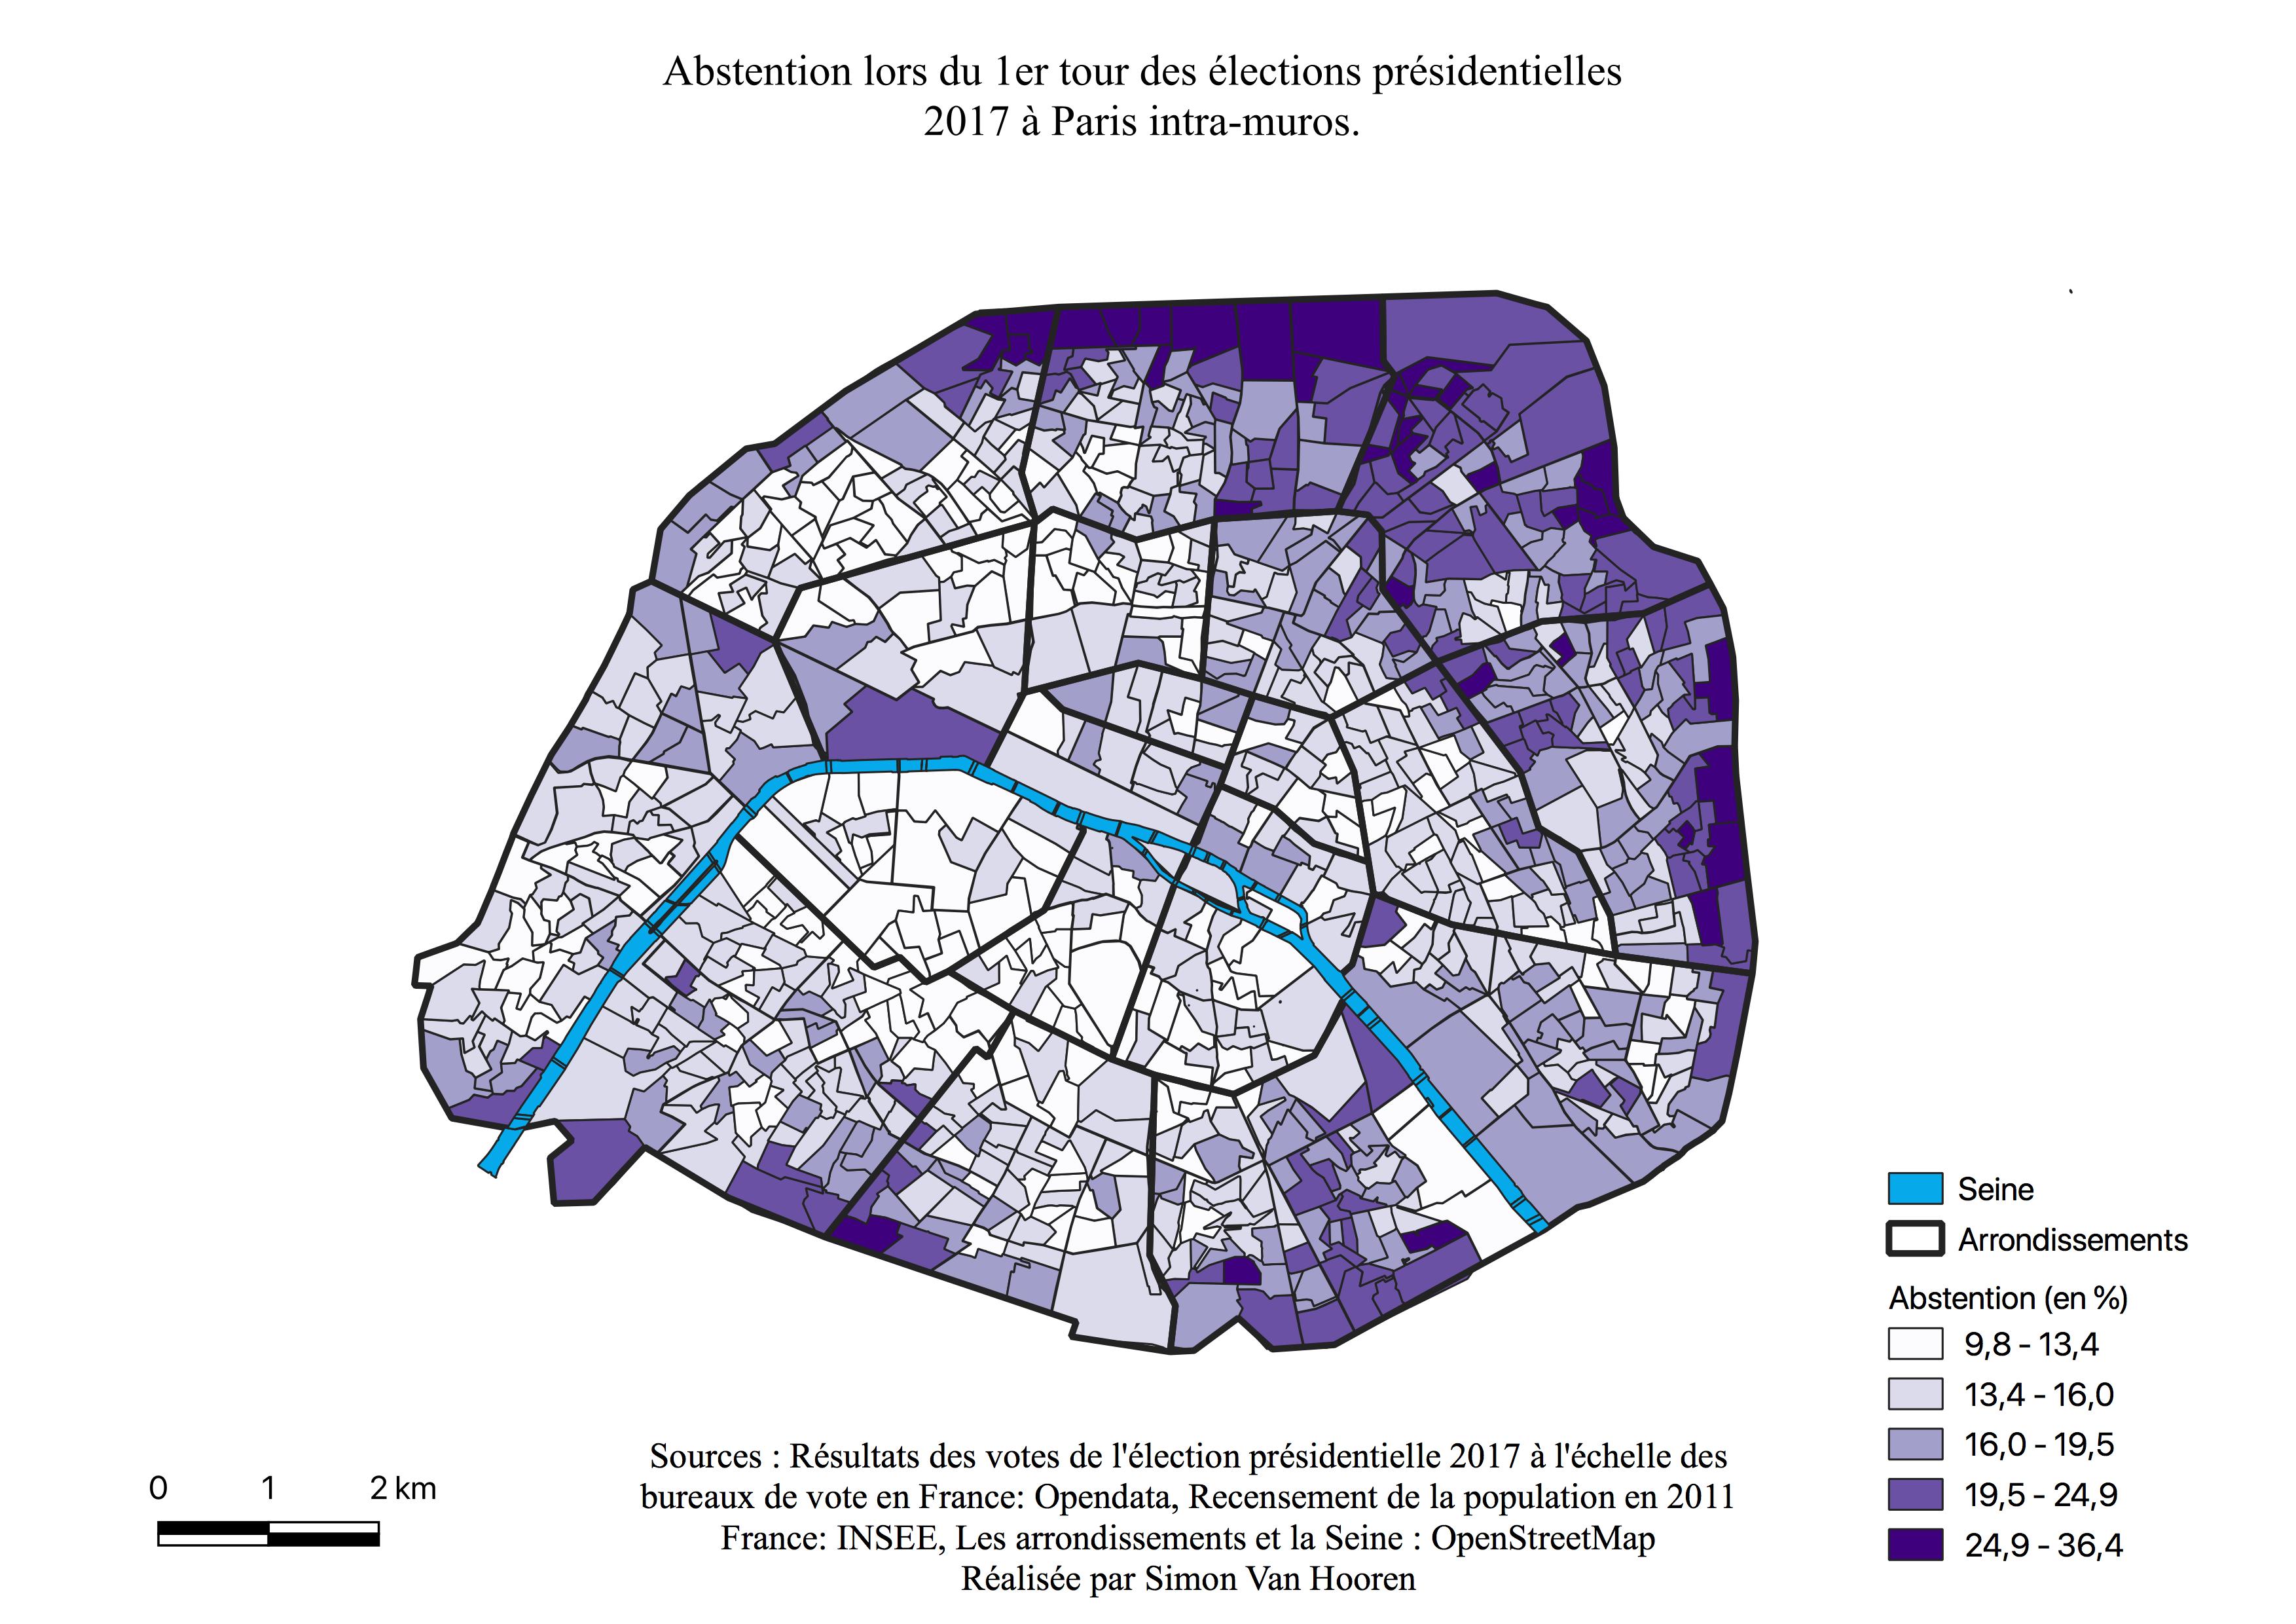 Abstention lors du 1er tour des élections présidentielles
2017 à Paris intra-muros.
Seine
Arrondissements
Abstention (en %)
9,8 - 13,4
13,4 - 16,0
16,0 - 19,5
19,5 - 24,9
24,9 - 36,4
0 1 2 km
Sources : Résultats des votes de l'élection présidentielle 2017 à l'échelle des
bureaux de vote en France: Opendata, Recensement de la population en 2011
France: INSEE, Les arrondissements et la Seine : OpenStreetMap
Réalisée par Simon Van Hooren